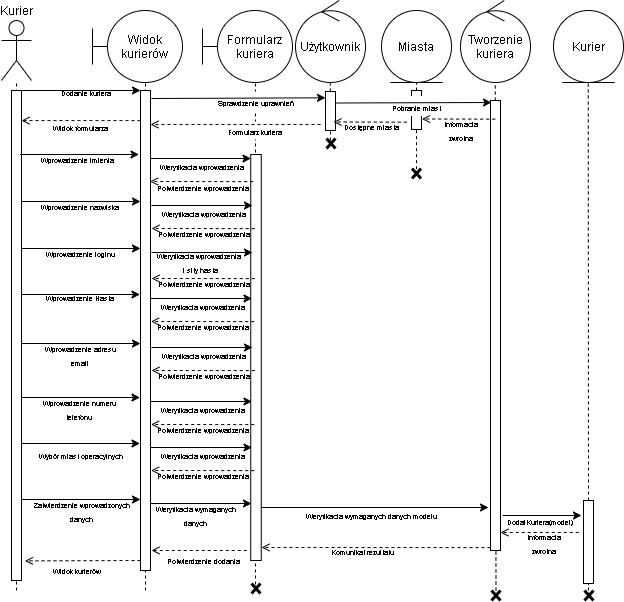 Kurier
Widok
kurierów
Formularz
kuriera
Użytkownik
Miasta
Tworzenie
kuriera
Kurier
Dodanie kuriera
Sprawdzenie uprawnień
Pobranie miast
Widok formularza
Formularz kuriera
Dostępne miasta
Informacja
zwrotna
Wprowadzenie imienia
Weryfikacja wprowadzenia
Potwierdzenie wprowadzenia
Wprowadzenie nazwiska
Weryfikacja wprowadzenia
Potwierdzenie wprowadzenia
Wprowadzenie loginu
Weryfikacja wprowadzenia
i siły hasła
Potwierdzenie wprowadzenia
Wprowadzenie Hasła
Weryfikacja wprowadzenia
Potwierdzenie wprowadzenia
Wprowadzenie adresu
email
Weryfikacja wprowadzenia
Potwierdzenie wprowadzenia
Wprowadzenie numeru
telefonu
Weryfikacja wprowadzenia
Potwierdzenie wprowadzenia
Wybór miast operacyjnych
Weryfikacja wprowadzenia
Potwierdzenie wprowadzenia
Zatwierdzenie wprowadzonych
danych
Weryfikacja wymaganych
danych
Weryfikacja wymaganych danych modelu
Dodaj Kuriera(model)
Informacja
zwrotna
Komunikat rezultatu
Potwierdzenie dodania
Widok kurierów